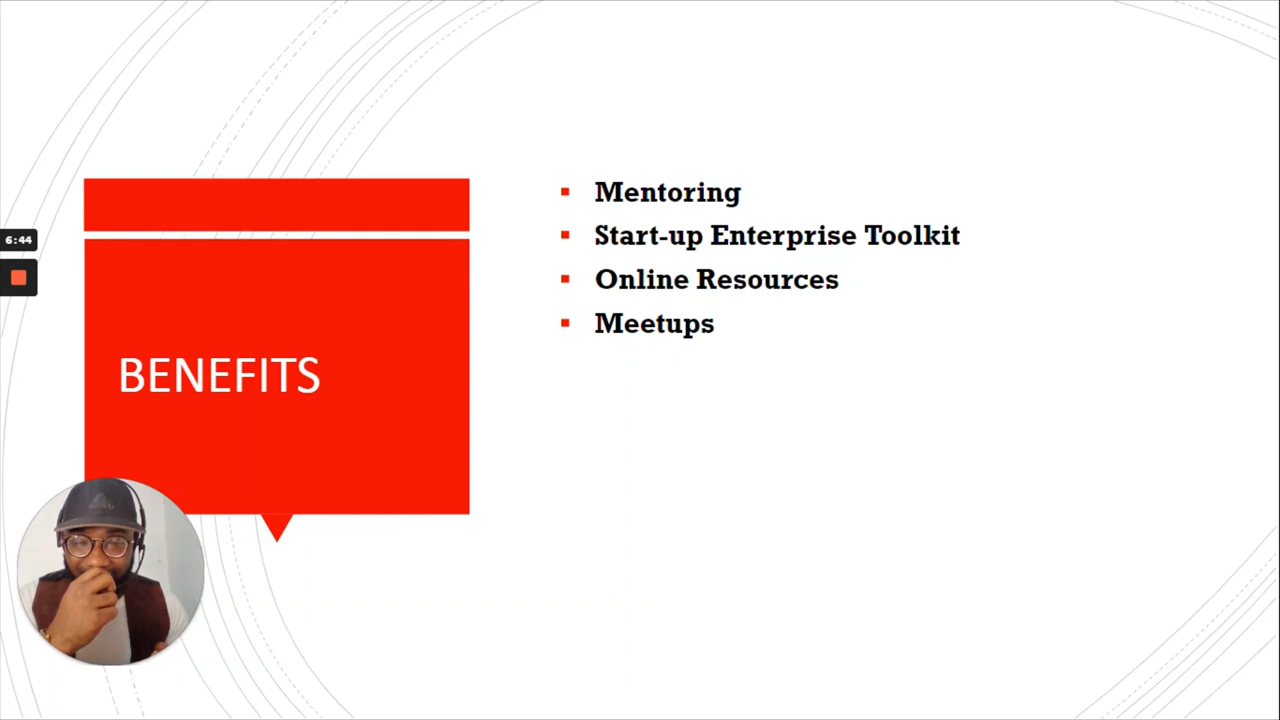 6:44
BENEFITS
Mentoring
Start-up Enterprise Toolkit
Online Resources
Meetups